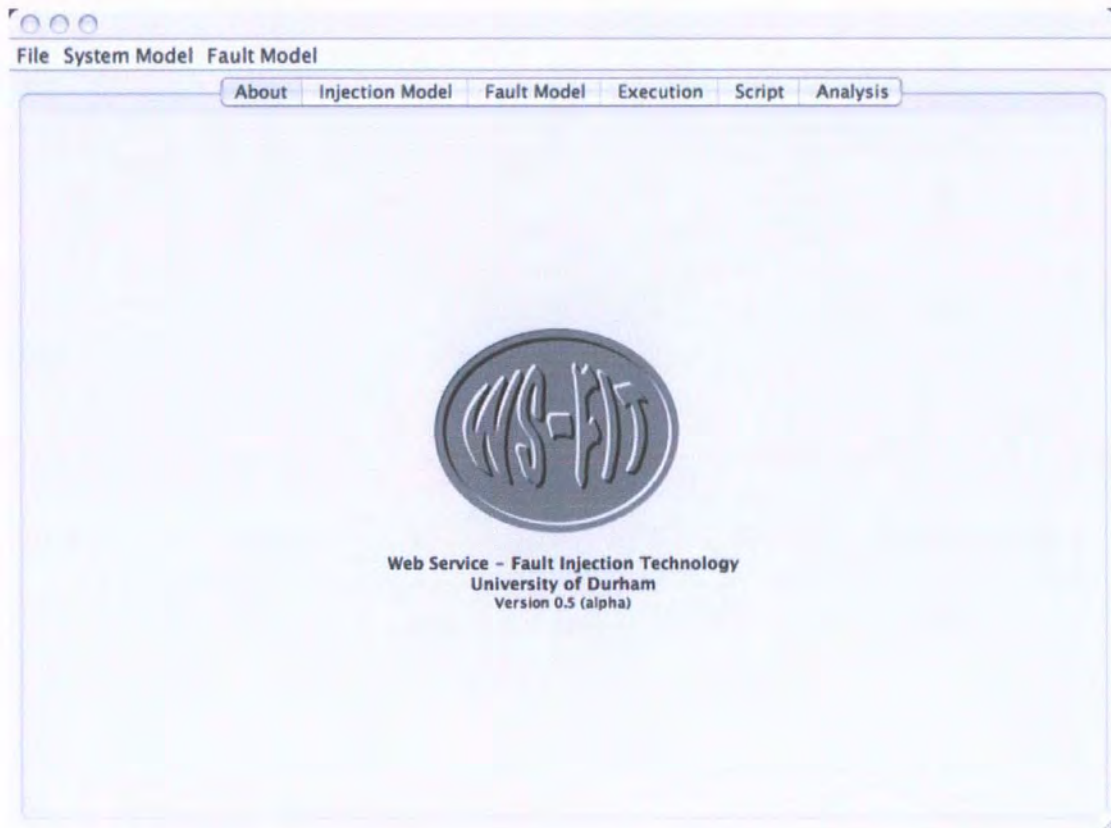 File System Model Fault Model
About Injection Model Fault Model Execution Script Analysis
WS-FIT
Web Service – Fault Injection Technology
University of Durham
Version 0.5 (alpha)